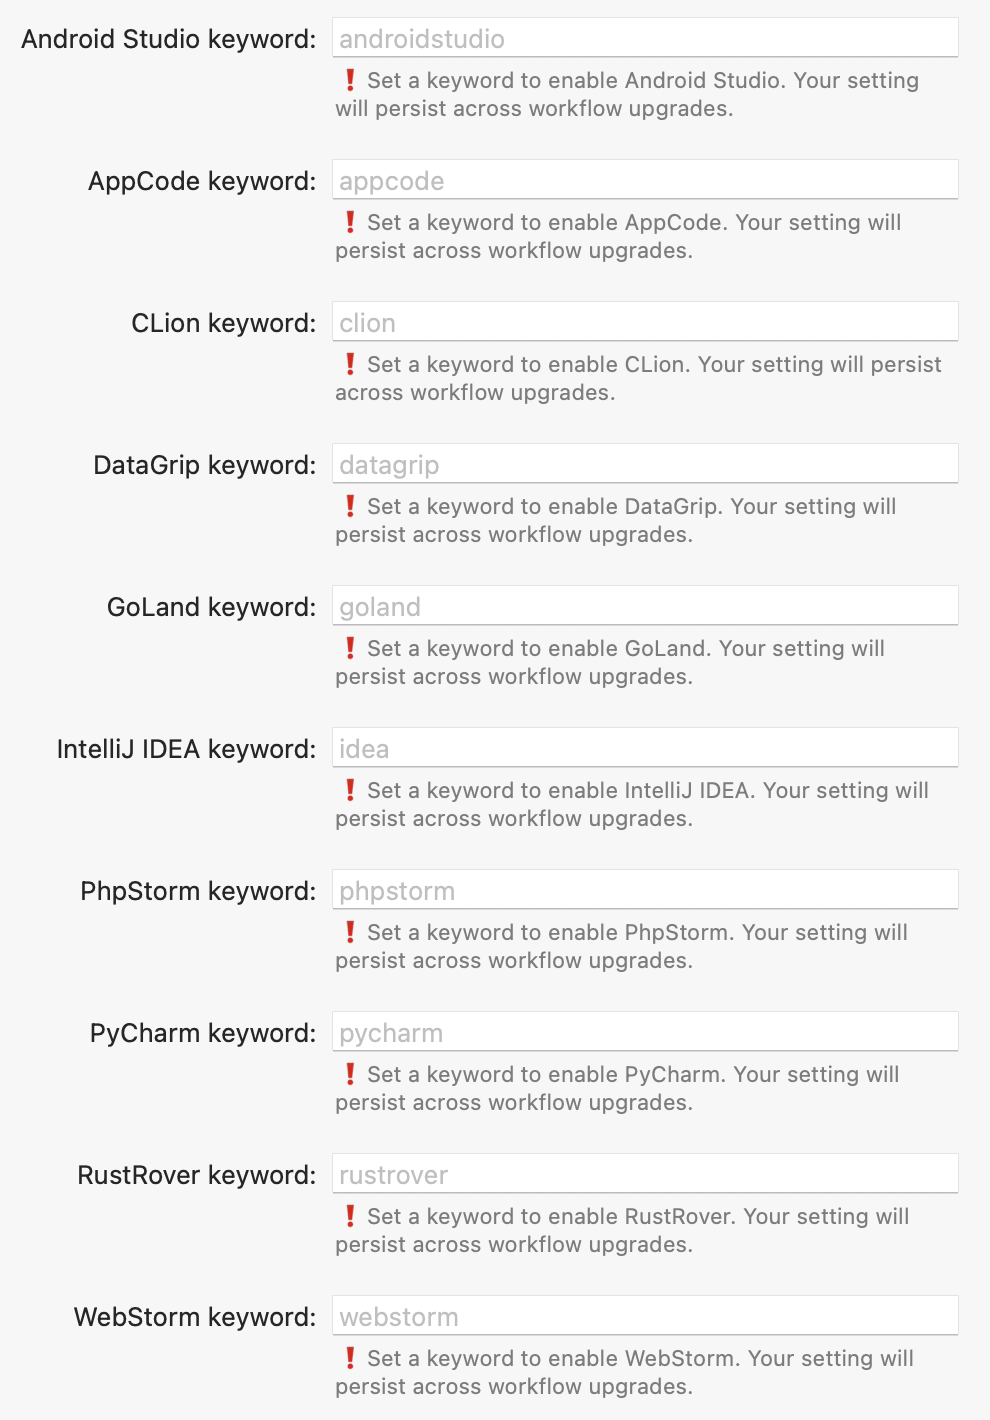 Android Studio keyword: androidstudio
❗ Set a keyword to enable Android Studio. Your setting
will persist across workflow upgrades.
AppCode keyword: appcode
❗ Set a keyword to enable AppCode. Your setting will
persist across workflow upgrades.
CLion keyword: clion
❗ Set a keyword to enable CLion. Your setting will persist
across workflow upgrades.
DataGrip keyword: datagrip
❗ Set a keyword to enable DataGrip. Your setting will
persist across workflow upgrades.
GoLand keyword: goland
❗ Set a keyword to enable GoLand. Your setting will
persist across workflow upgrades.
IntelliJ IDEA keyword: idea
❗ Set a keyword to enable IntelliJ IDEA. Your setting will
persist across workflow upgrades.
PhpStorm keyword: phpstorm
❗ Set a keyword to enable PhpStorm. Your setting will
persist across workflow upgrades.
PyCharm keyword: pycharm
❗ Set a keyword to enable PyCharm. Your setting will
persist across workflow upgrades.
RustRover keyword: rustrover
❗ Set a keyword to enable RustRover. Your setting will
persist across workflow upgrades.
WebStorm keyword: webstorm
❗ Set a keyword to enable WebStorm. Your setting will
persist across workflow upgrades.